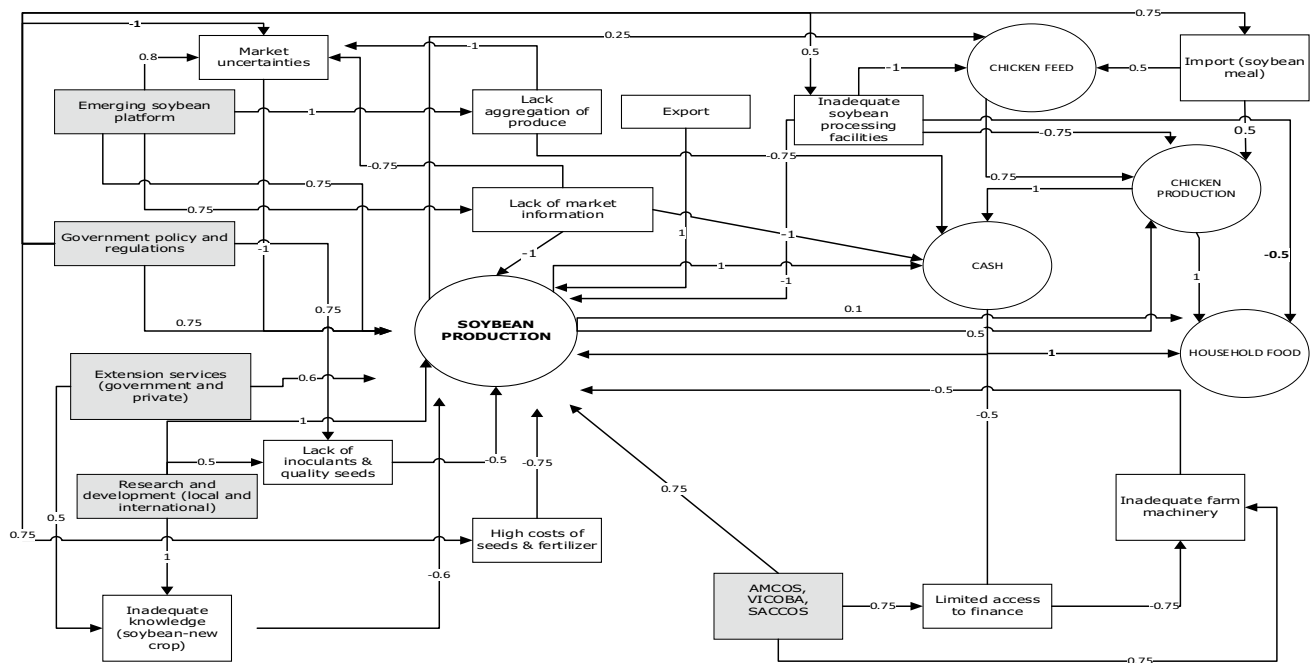 0.75
-1
0.25
0.5
Market
uncertainties
-1
CHICKEN FEED
0.5
Import (soybean
meal)
0.8
-1
Emerging soybean
platform
1
Lack
aggregation of
produce
Export
Inadequate
soybean
processing
facilities
-0.75
0.5
-0.75
-0.75
0.75
0.75
0.75
Lack of market
information
CHICKEN
PRODUCTION
1
Government policy and
regulations
-1
-1
1
-1
-1
1
CASH
-0.5
1
0.75
0.75
SOYBEAN
PRODUCTION
0.1
0.5
HOUSEHOLD FOOD
1
Extension services
(government and
private)
0.6
-0.5
1
-0.5
Lack of
inoculants &
quality seeds
0.5
-0.5
-0.75
Research and
development (local and
international)
0.75
Inadequate farm
machinery
0.5
0.75
High costs of
seeds & fertilizer
1
-0.6
AMCOS,
VICOBA,
SACCOS
0.75
Limited access
to finance
-0.75
Inadequate
knowledge
(soybean-new
crop)
0.75